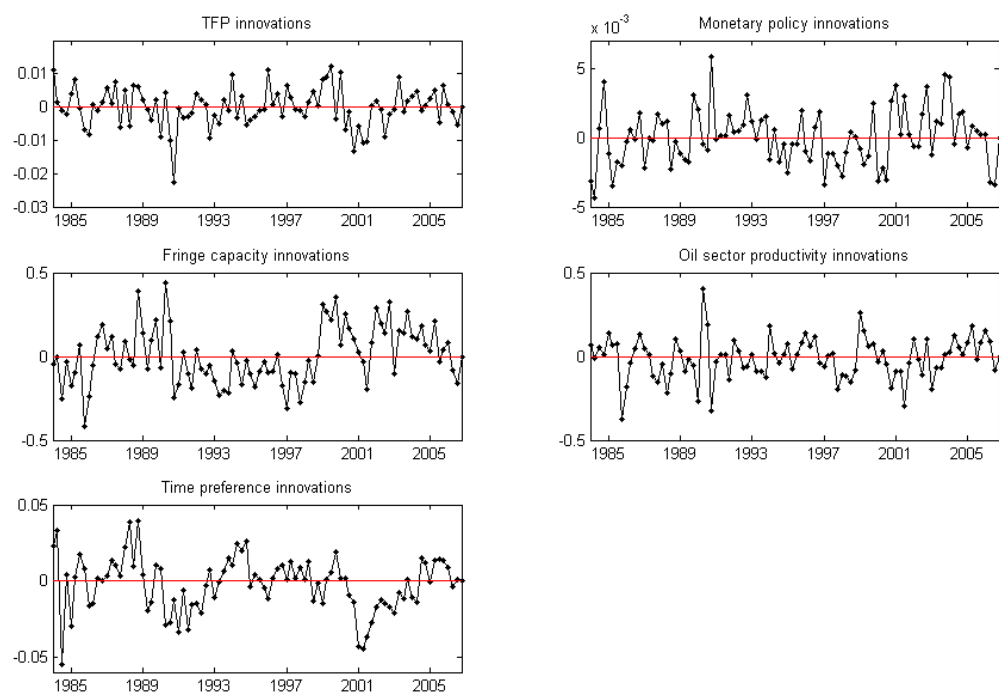 TFP innovations
0.01
0
-0.01
-0.02
-0.03
1985 1989 1993 1997 2001 2005
Monetary policy innovations
x 10^-3
5
0
-5
1985 1989 1993 1997 2001 2005
Fringe capacity innovations
0.5
0
-0.5
1985 1989 1993 1997 2001 2005
Oil sector productivity innovations
0.5
0
-0.5
1985 1989 1993 1997 2001 2005
Time preference innovations
0.05
0
-0.05
1985 1989 1993 1997 2001 2005